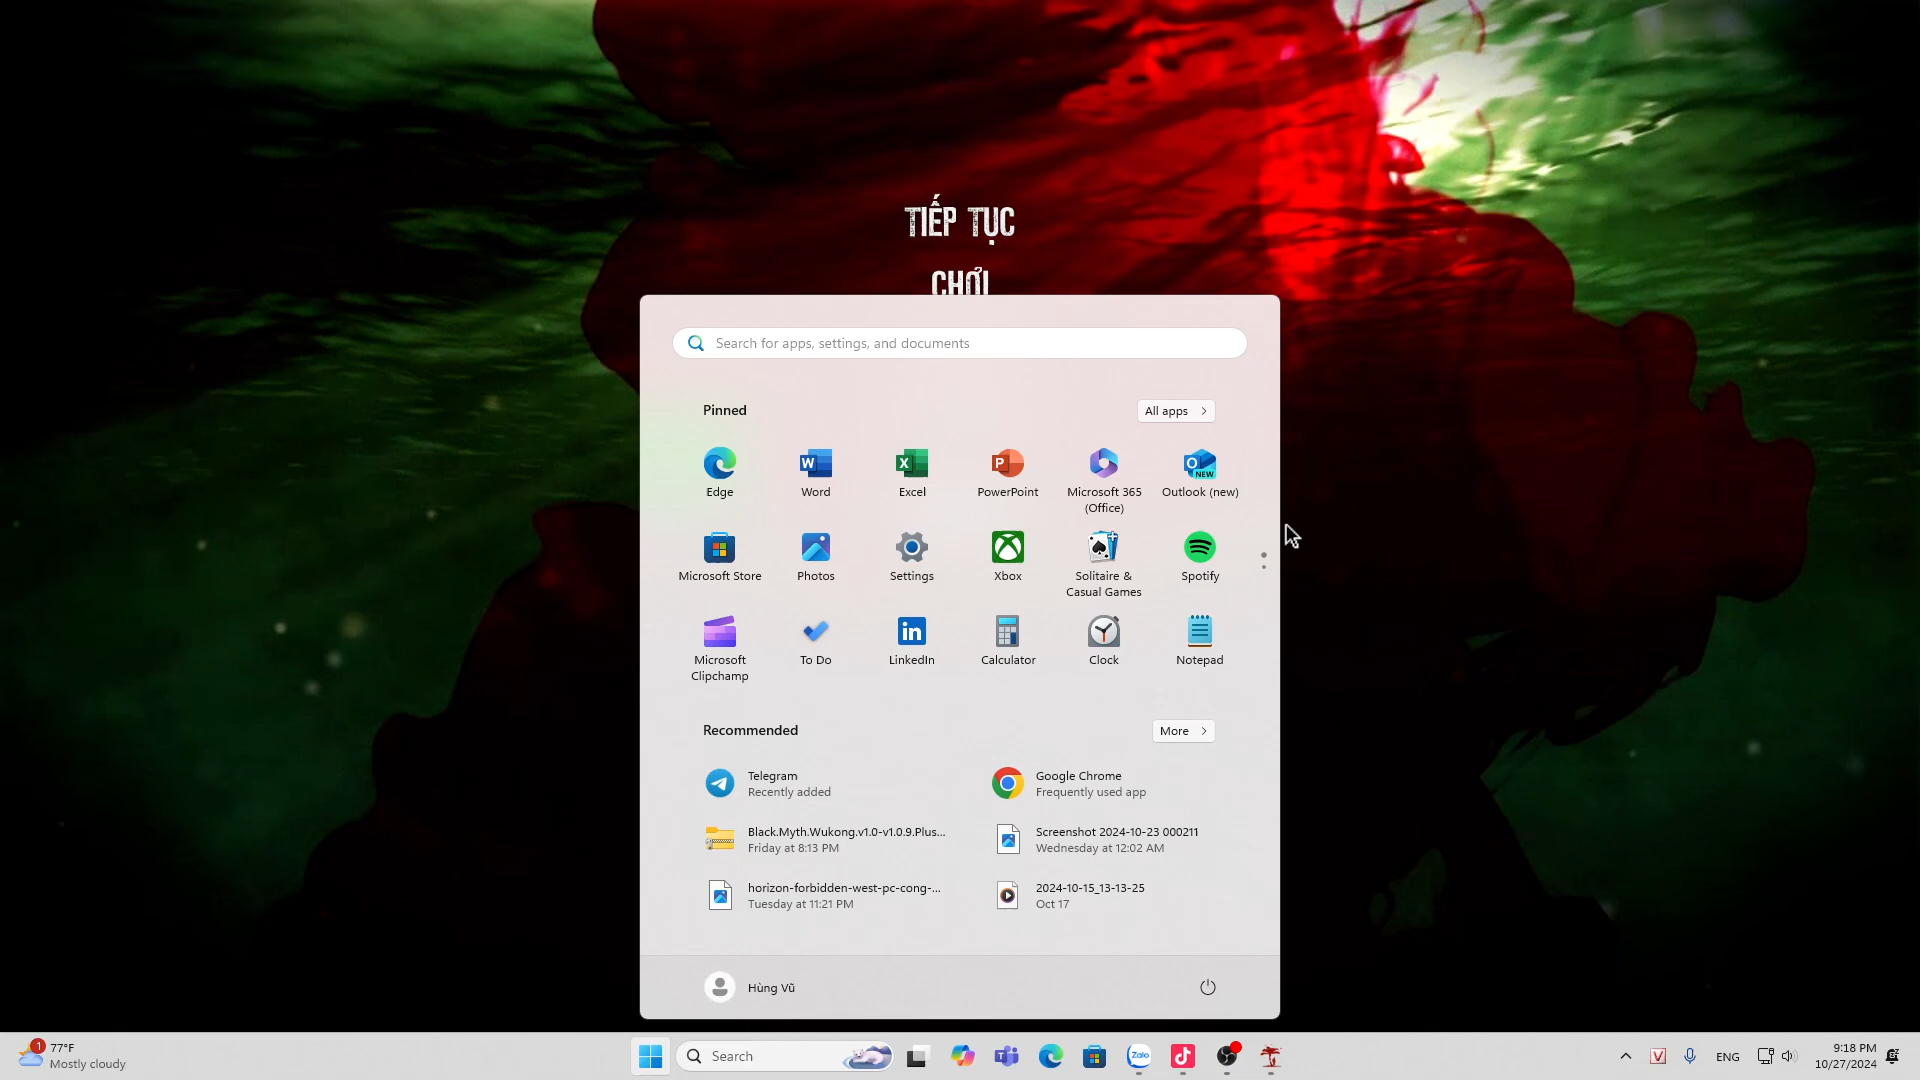 TIẾP TỤC
CHƠI
Search for apps, settings, and documents
Pinned
All apps
Edge
Word
Excel
PowerPoint
Microsoft 365
(Office)
Outlook (new)
Microsoft Store
Photos
Settings
Xbox
Solitaire &
Casual Games
Spotify
Microsoft
Clipchamp
To Do
LinkedIn
Calculator
Clock
Notepad
Recommended
More
Telegram
Recently added
Google Chrome
Frequently used app
Black.Myth.Wukong.v1.0-v1.0.9.Plus...
Friday at 8:13 PM
Screenshot 2024-10-23 000211
Wednesday at 12:02 AM
horizon-forbidden-west-pc-cong-...
Tuesday at 11:21 PM
2024-10-15_13-13-25
Oct 17
Hùng Vũ
1
77°F
Mostly cloudy
Search
Zalo
ENG
9:18 PM
10/27/2024